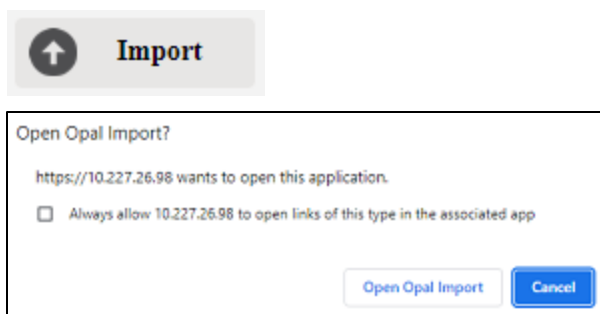 Import
Open Opal Import?
https://10.227.26.98 wants to open this application.
Always allow 10.227.26.98 to open links of this type in the associated app
Open Opal Import Cancel